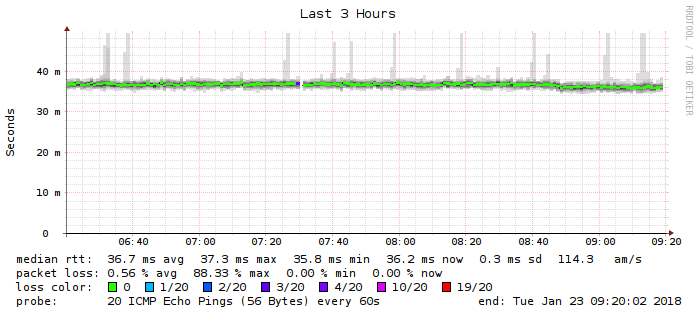 Last 3 Hours
RRDTOOL / TOBI OETIKER
Seconds
40 m
30 m
20 m
10 m
0
06:40 07:00 07:20 07:40 08:00 08:20 08:40 09:00 09:20
median rtt: 36.7 ms avg 37.3 ms max 35.8 ms min 36.2 ms now 0.3 ms sd 114.3 am/s
packet loss: 0.56 % avg 88.33 % max 0.00 % min 0.00 % now
loss color: 0 1/20 2/20 3/20 4/20 10/20 19/20
probe: 20 ICMP Echo Pings (56 Bytes) every 60s end: Tue Jan 23 09:20:02 2018